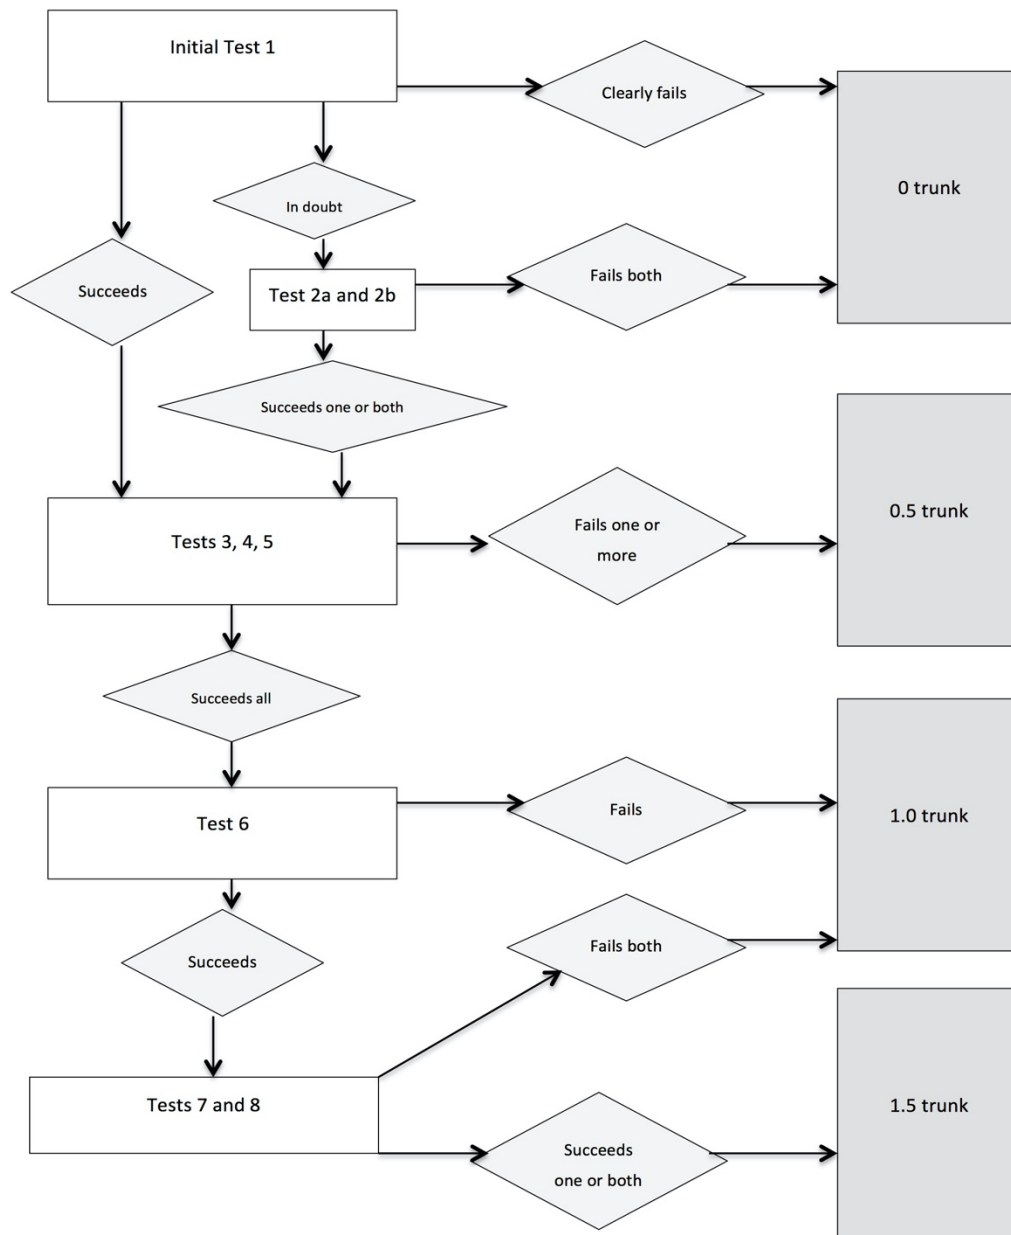 Initial Test 1
Clearly fails
0 trunk
In doubt
Succeeds
Test 2a and 2b
Fails both
Succeeds one or both
Tests 3, 4, 5
Fails one or
more
0.5 trunk
Succeeds all
Test 6
Fails
1.0 trunk
Succeeds
Fails both
Tests 7 and 8
Succeeds
one or both
1.5 trunk